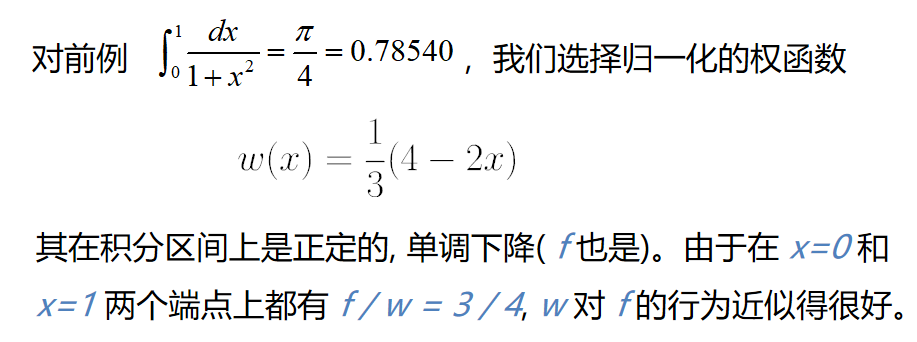 对前例 ∫₀¹ dx/(1+x²) = π/4 = 0.78540 ，我们选择归一化的权函数
w(x) = 1/3 (4 − 2x)
其在积分区间上是正定的, 单调下降( f 也是)。由于在 x=0 和
x=1 两个端点上都有 f / w = 3 / 4, w 对 f 的行为近似得很好。